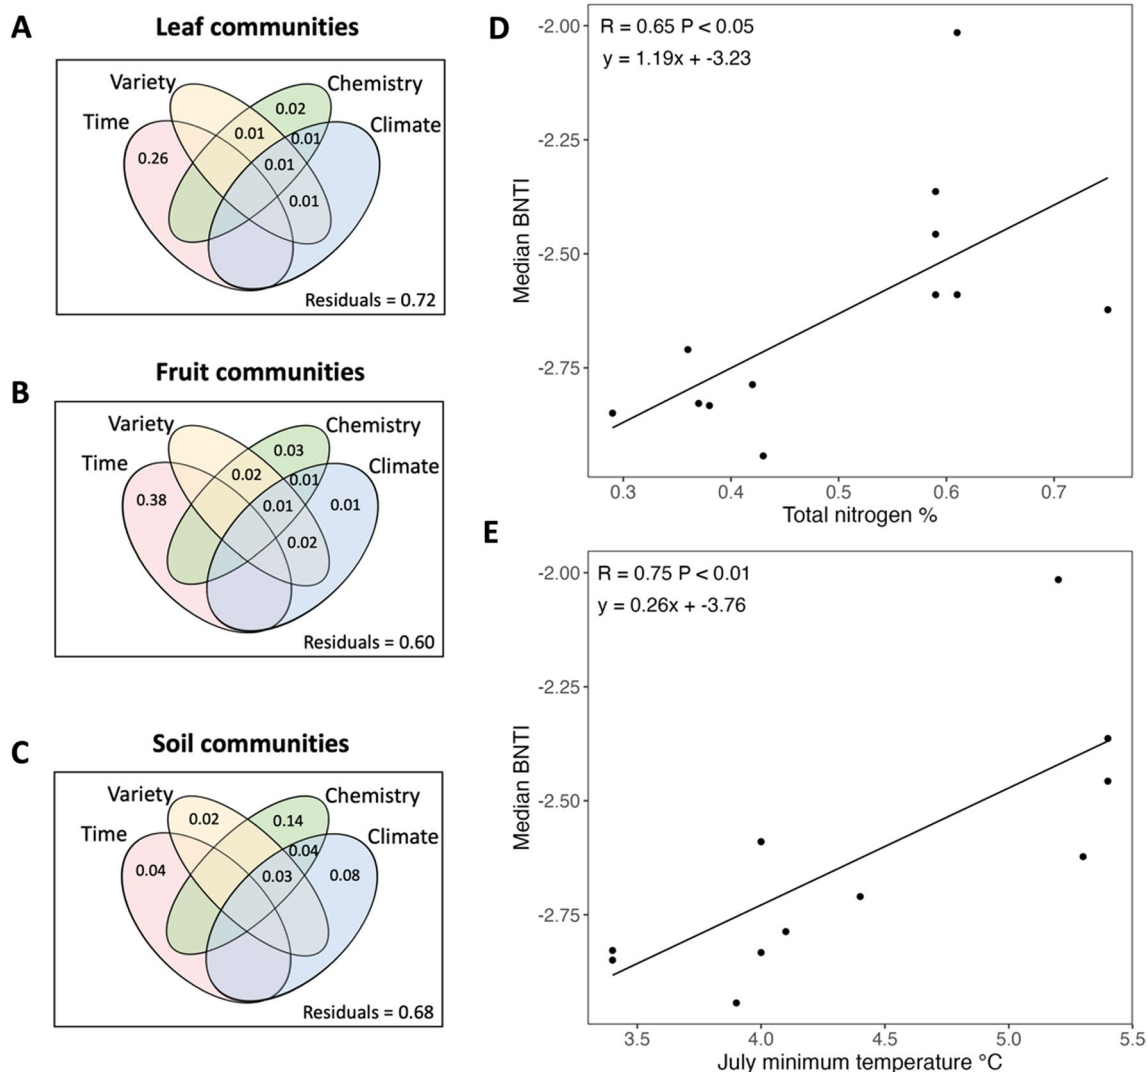 A
Leaf communities
Variety
Chemistry
Time
Climate
0.02
0.01
0.01
0.26
0.01
0.01
Residuals = 0.72
B
Fruit communities
Variety
Chemistry
Time
Climate
0.03
0.02
0.01
0.38
0.01
0.01
0.02
Residuals = 0.60
C
Soil communities
Variety
Chemistry
Time
Climate
0.02
0.14
0.04
0.04
0.03
0.08
Residuals = 0.68
D
R = 0.65 P < 0.05
y = 1.19x + -3.23
-2.00
-2.25
-2.50
-2.75
Median BNTI
0.3 0.4 0.5 0.6 0.7
Total nitrogen %
E
R = 0.75 P < 0.01
y = 0.26x + -3.76
-2.00
-2.25
-2.50
-2.75
Median BNTI
3.5 4.0 4.5 5.0 5.5
July minimum temperature °C